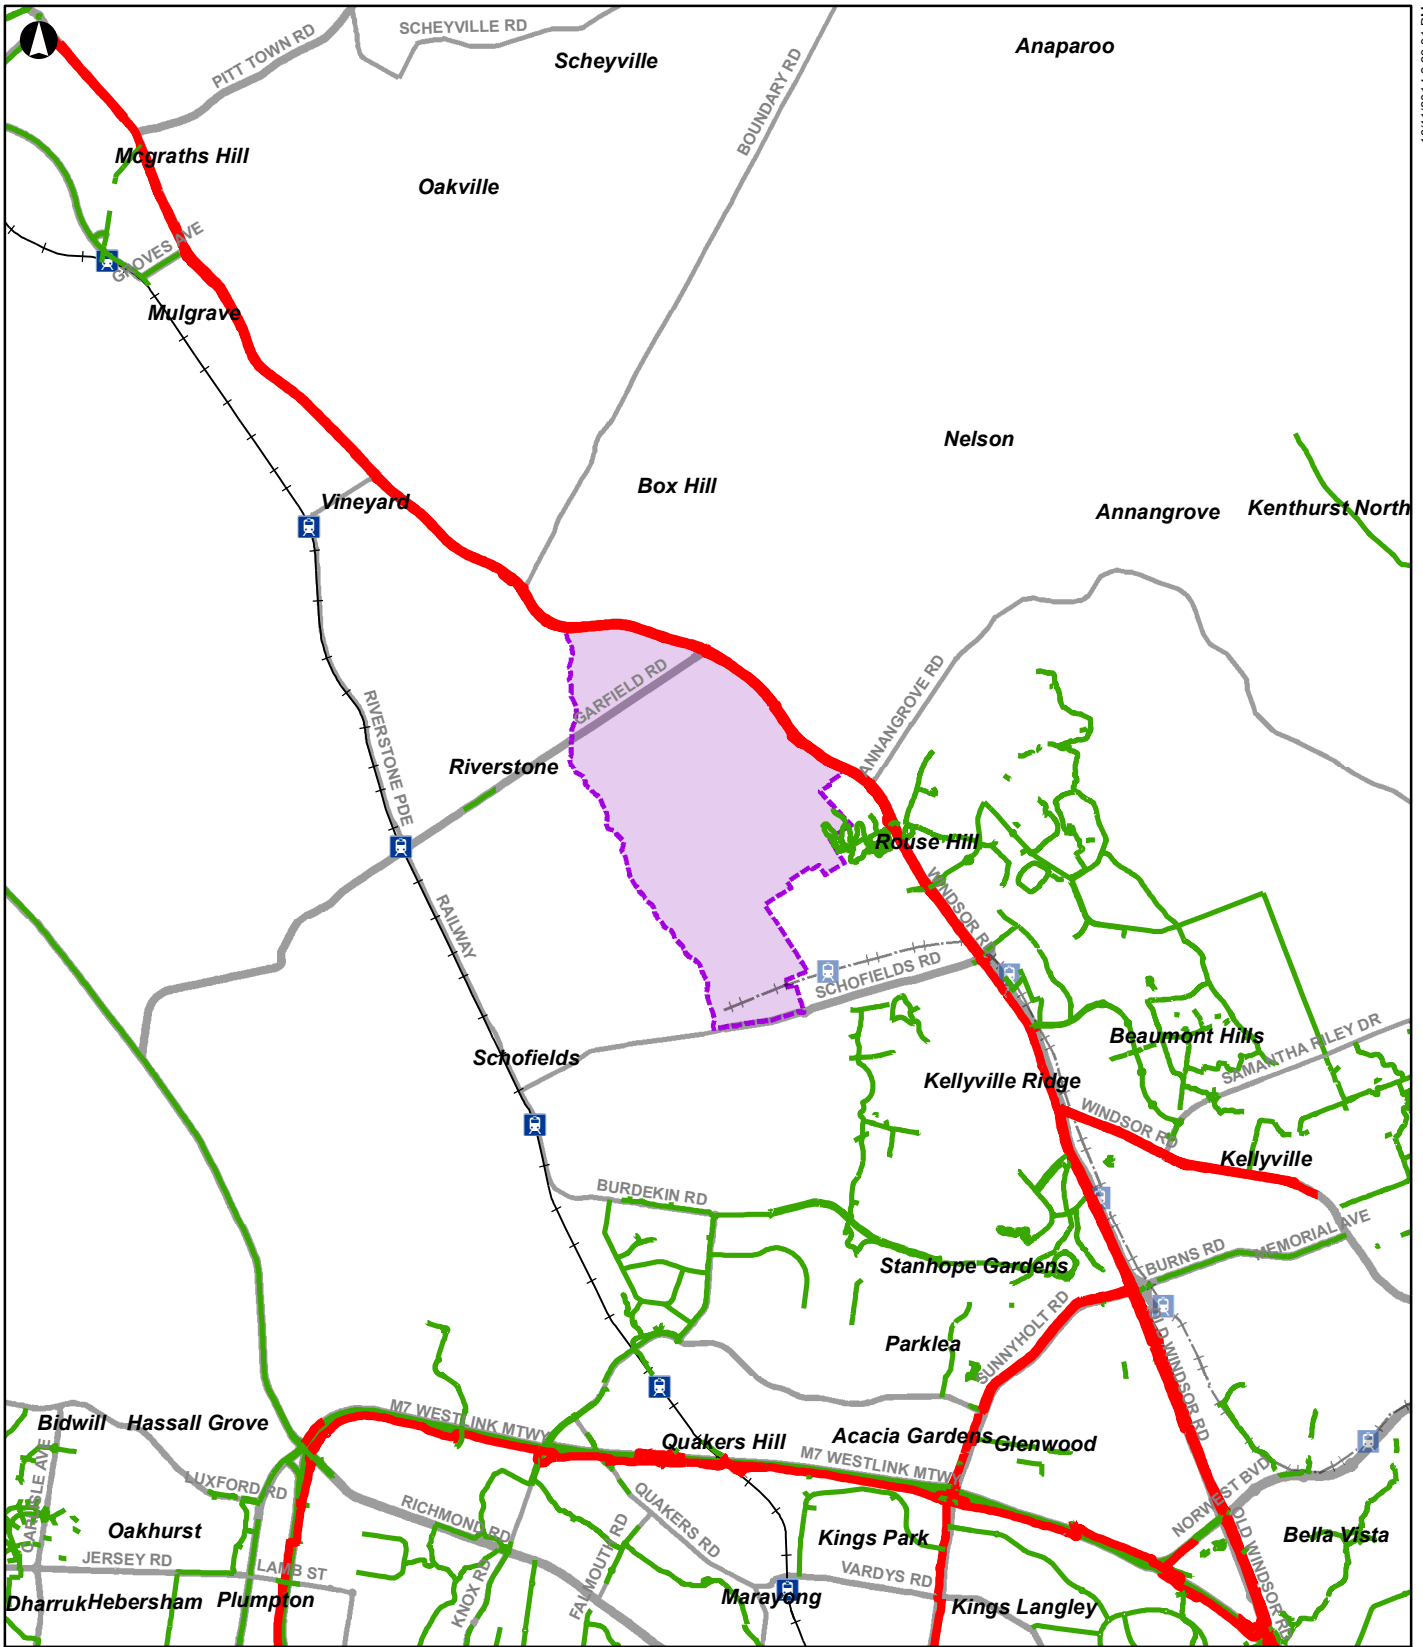 SCHEYVILLE RD
PITT TOWN RD
Scheyville
Anaparoo
BOUNDARY RD
Mcgraths Hill
Oakville
GROVES AVE
Mulgrave
Nelson
Box Hill
Vineyard
Annangrove
Kenthurst North
GARFIELD RD
ANNANGROVE RD
RIVERSTONE PDE
Riverstone
Rouse Hill
WINDSOR RD
RAILWAY
SCHOFIELDS RD
Beaumont Hills
SAMANTHA RILEY DR
Schofields
Kellyville Ridge
WINDSOR RD
Kellyville
BURDEKIN RD
MEMORIAL AVE
BURNS RD
Stanhope Gardens
SUNNYHOLT RD
Parklea
OLD WINDSOR RD
M7 WESTLINK MTWY
Bidwill
Hassall Grove
Quakers Hill
Acacia Gardens
Glenwood
M7 WESTLINK MTWY
CARLISLE AVE
LUXFORD RD
RICHMOND RD
QUAKERS RD
NORWEST BVD
OLD WINDSOR RD
Oakhurst
Kings Park
Bella Vista
JERSEY RD
LAMB ST
KNOX RD
FALMOUTH RD
VARDYS RD
Dharruk
Hebersham
Plumpton
Marayong
Kings Langley